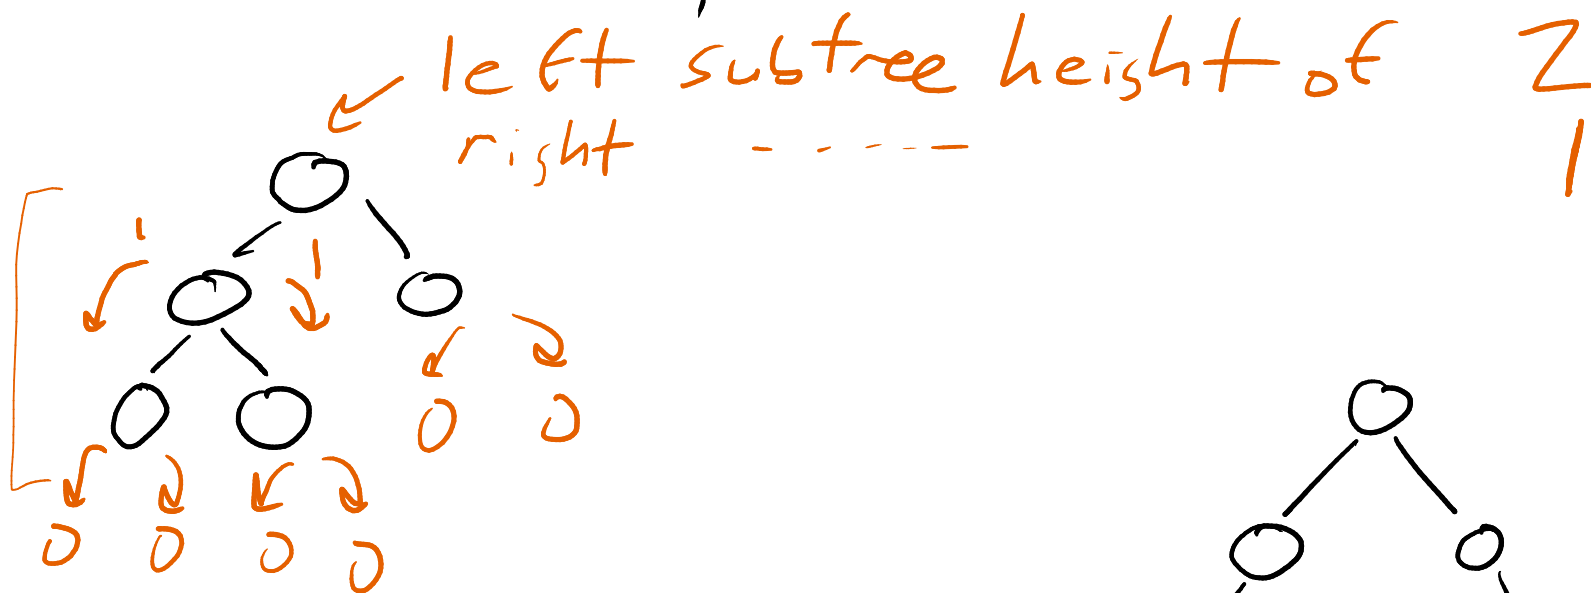 left subtree height of 2
right - - - - - 1
1 1
0 0
0 0 0 0